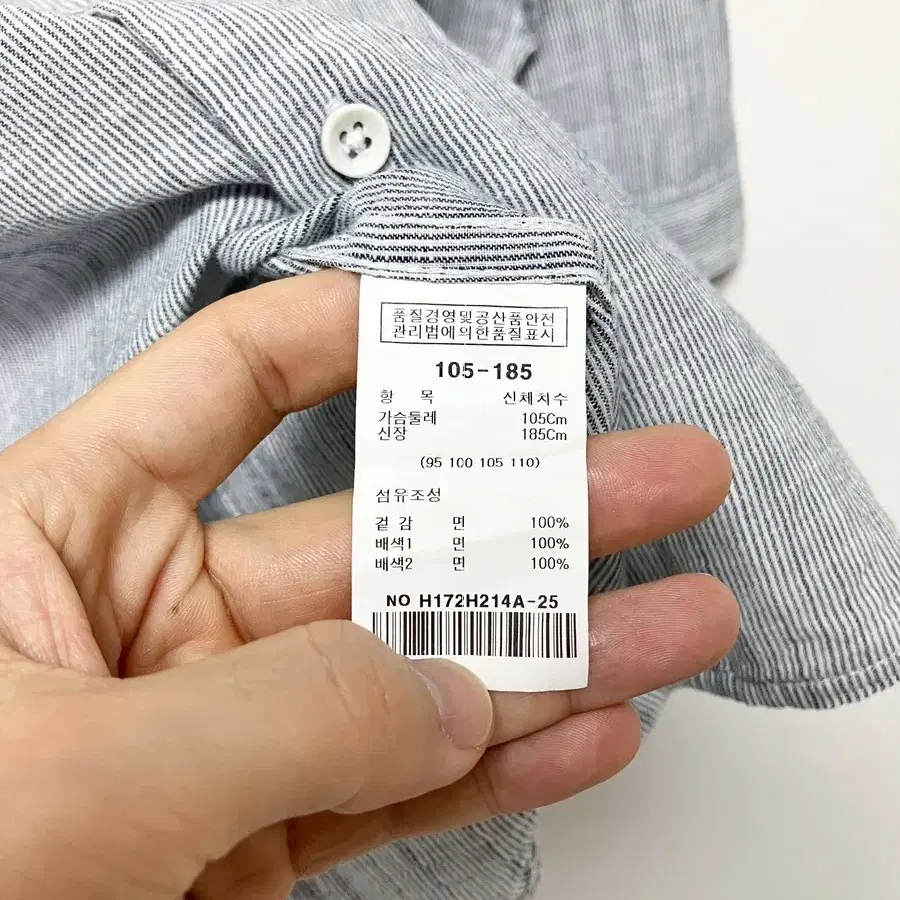 품질경영및공산품안전
관리법에의한품질표시
105-185
항 목 신체치수
가슴둘레 105Cm
신장 185Cm
(95 100 105 110)
섬유조성
겉감 면 100%
배색1 면 100%
배색2 면 100%
NO H172H214A-25